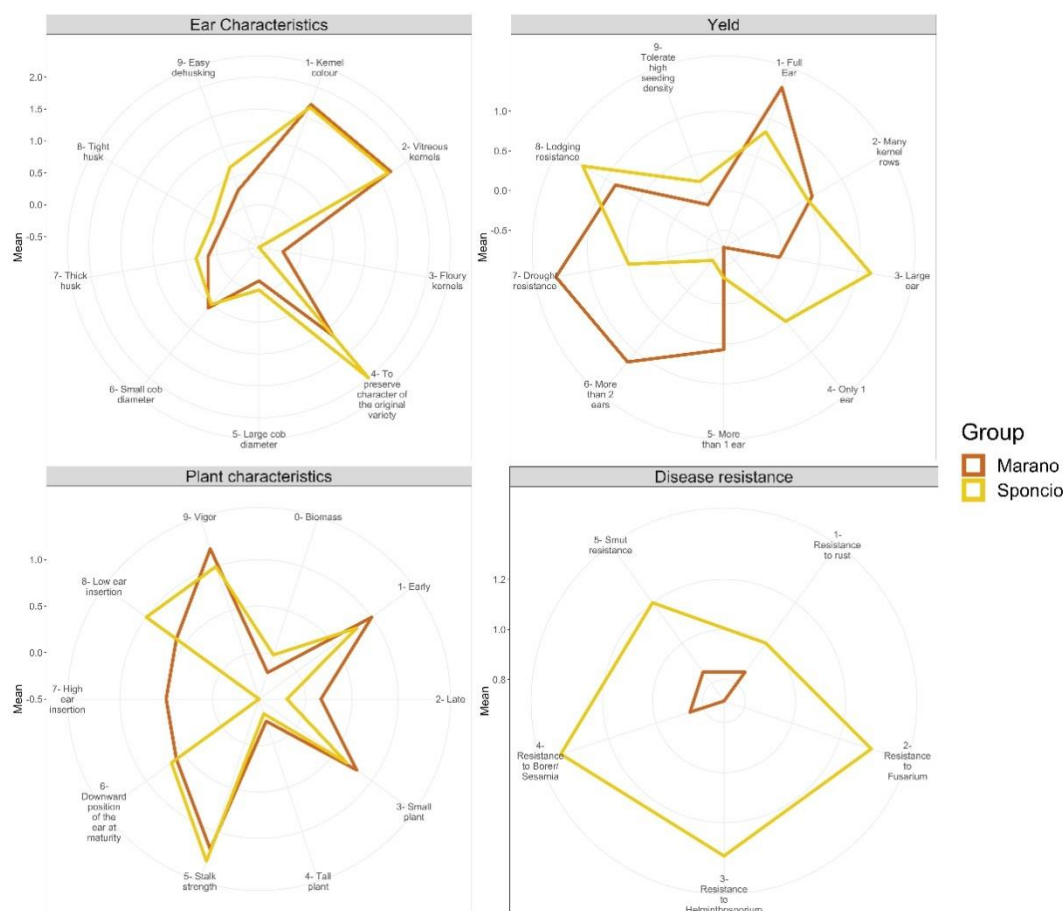 Ear Characteristics
9- Easy
dehusking
1- Kernel
colour
2- Vitreous
kernels
3- Floury
kernels
4- To
preserve
character of
the original
variety
5- Large cob
diameter
6- Small cob
diameter
7- Thick
husk
8- Tight
husk
2.0
1.5
1.0
0.5
0.0
-0.5
Mean
Yeld
9-
Tolerate
high
seeding
density
1- Full
Ear
2- Many
kernel
rows
3- Large
ear
4- Only 1
ear
5- More
than 1 ear
6- More
than 2
ears
7- Drought
resistance
8- Lodging
resistance
1.0
0.5
0.0
-0.5
Mean
Group
Marano
Sponcio
Plant characteristics
9- Vigor
0- Biomass
1- Early
2- Late
3- Small
plant
4- Tall
plant
5- Stalk
strength
6-
Downward
position
of the
ear at
maturity
7- High
ear
insertion
8- Low ear
insertion
1.0
0.5
0.0
-0.5
Mean
Disease resistance
5- Smut
resistance
1-
Resistance
to rust
2-
Resistance
to
Fusarium
3-
Resistance
to
Helminthosporium
4-
Resistance
to Borer/
Sesamia
1.2
1.0
0.8
Mean